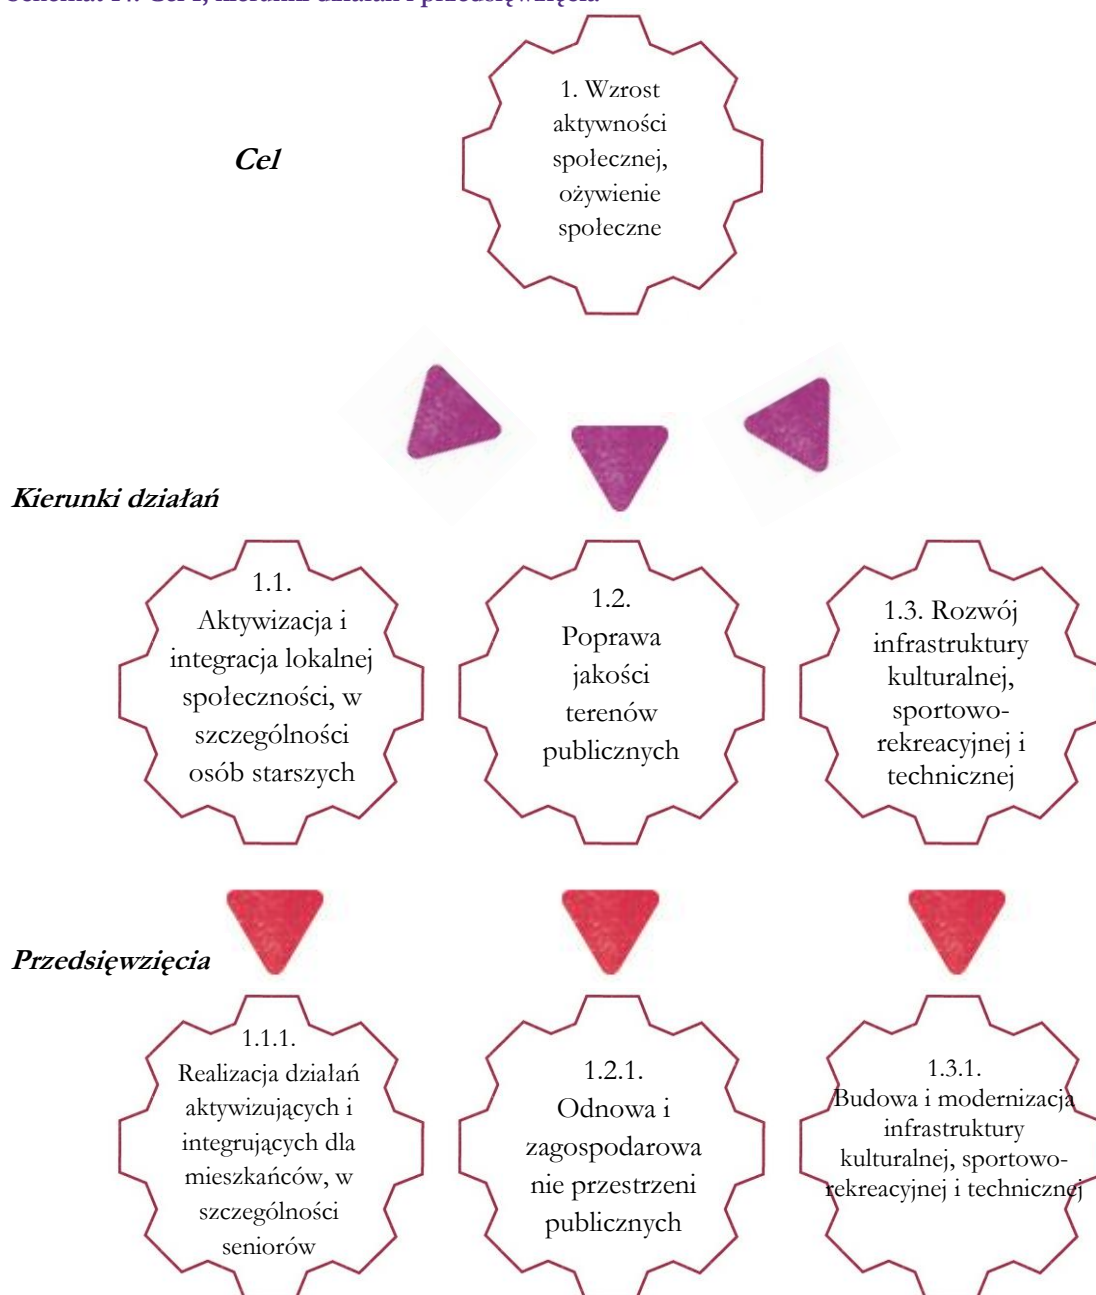 Cel
1. Wzrost
aktywności
społecznej,
ożywienie
społeczne
Kierunki działań
1.1.
Aktywizacja i
integracja lokalnej
społeczności, w
szczególności
osób starszych
1.2.
Poprawa
jakości
terenów
publicznych
1.3. Rozwój
infrastruktury
kulturalnej,
sportowo-
rekreacyjnej i
technicznej
Przedsięwzięcia
1.1.1.
Realizacja działań
aktywizujących i
integrujących dla
mieszkańców, w
szczególności
seniorów
1.2.1.
Odnowa i
zagospodarowa
nie przestrzeni
publicznych
1.3.1.
Budowa i modernizacja
infrastruktury
kulturalnej, sportowo-
rekreacyjnej i technicznej